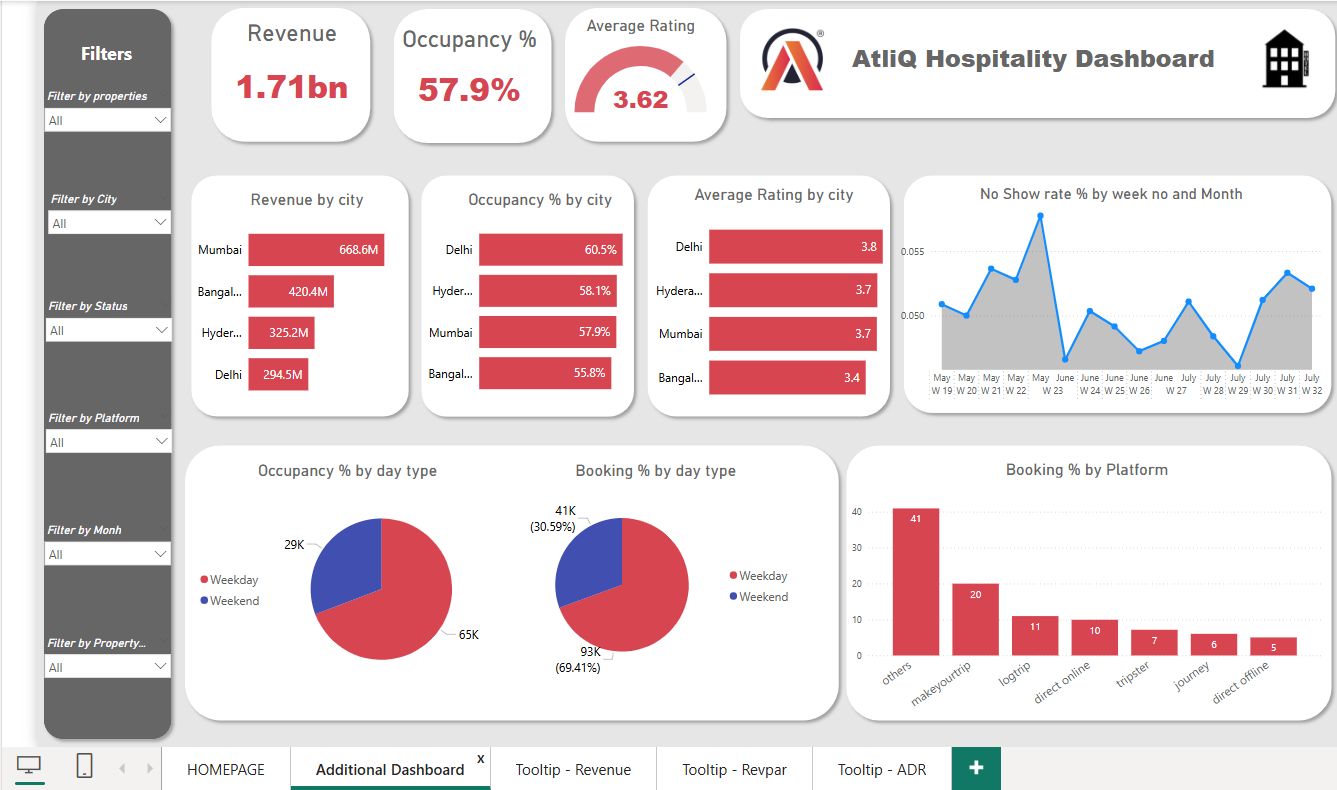 Filters
Filter by properties
All
Filter by City
All
Filter by Status
All
Filter by Platform
All
Filter by Monh
All
Filter by Property...
All
Revenue
1.71bn
Occupancy %
57.9%
Average Rating
3.62
®
AtliQ Hospitality Dashboard
Revenue by city
Mumbai 668.6M
Bangal... 420.4M
Hyder... 325.2M
Delhi 294.5M
Occupancy % by city
Delhi 60.5%
Hyder... 58.1%
Mumbai 57.9%
Bangal... 55.8%
Average Rating by city
Delhi 3.8
Hydera... 3.7
Mumbai 3.7
Bangal... 3.4
No Show rate % by week no and Month
0.055
0.050
May May May May May June June June June June July July July July July
W 19 W 20 W 21 W 22 W 23 W 24 W 25 W 26 W 27 W 28 W 29 W 30 W 31 W 32
Occupancy % by day type
29K
Weekday
Weekend
65K
Booking % by day type
41K
(30.59%)
Weekday
Weekend
93K
(69.41%)
Booking % by Platform
40
30
20
10
0
41 20 11 10 7 6 5
others makeyourtrip logtrip direct online tripster journey direct offline
HOMEPAGE
Additional Dashboard x
Tooltip - Revenue
Tooltip - Revpar
Tooltip - ADR
+